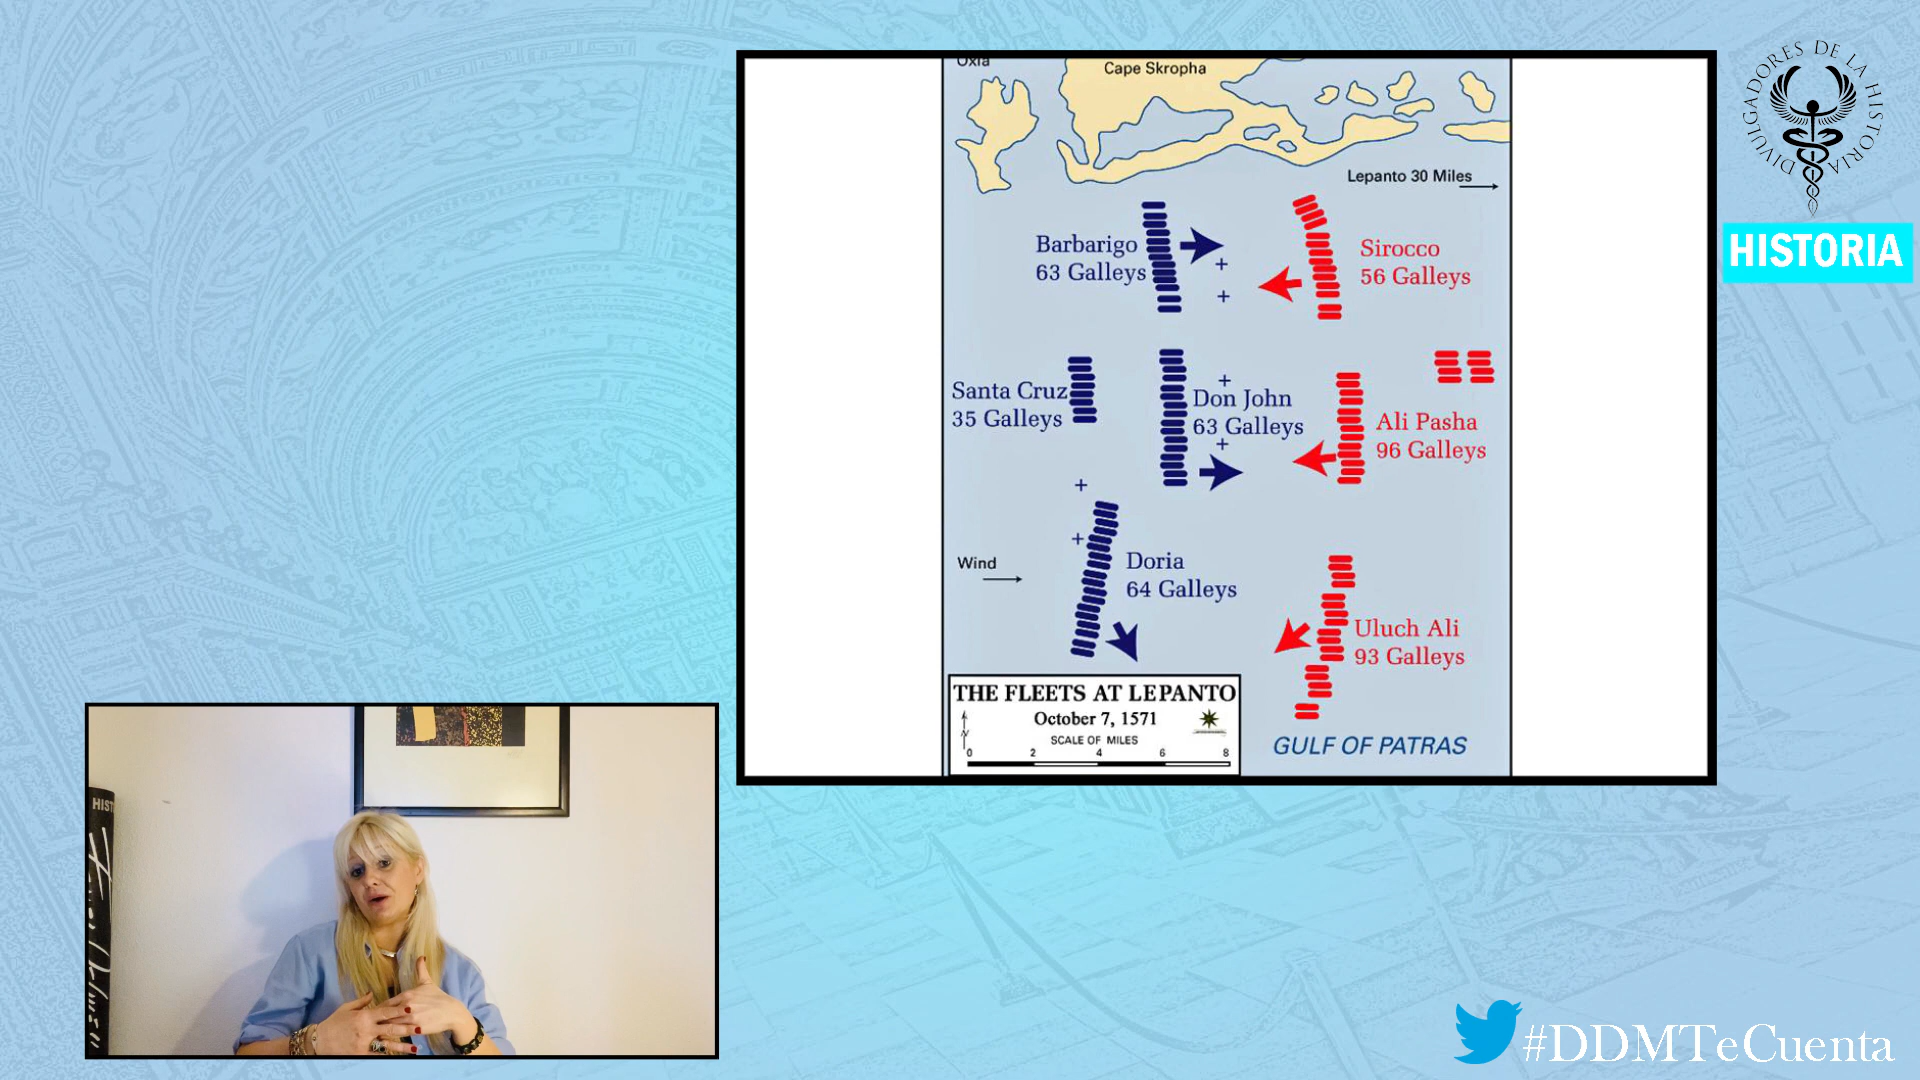 Oxia
Cape Skropha
Lepanto 30 Miles
Barbarigo
63 Galleys
Sirocco
56 Galleys
Santa Cruz
35 Galleys
Don John
63 Galleys
Ali Pasha
96 Galleys
Wind
Doria
64 Galleys
Uluch Ali
93 Galleys
THE FLEETS AT LEPANTO
October 7, 1571
SCALE OF MILES
N
0 2 4 6 8
GULF OF PATRAS
DIVULGADORES DE LA HISTORIA
HISTORIA
HIST
#DDMTeCuenta